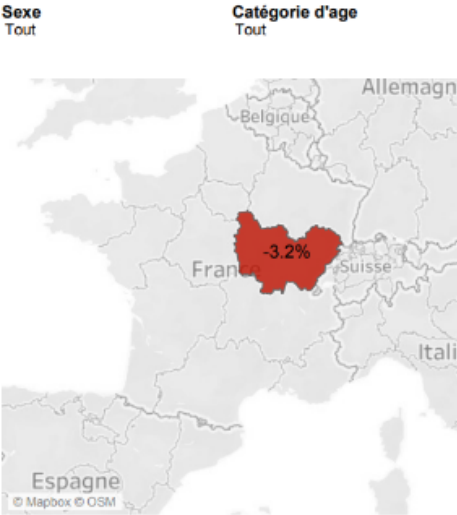 Sexe
Tout
Catégorie d'age
Tout
Allemagn
Belgique
-3.2%
France
Suisse
Itali
Espagne
© Mapbox © OSM